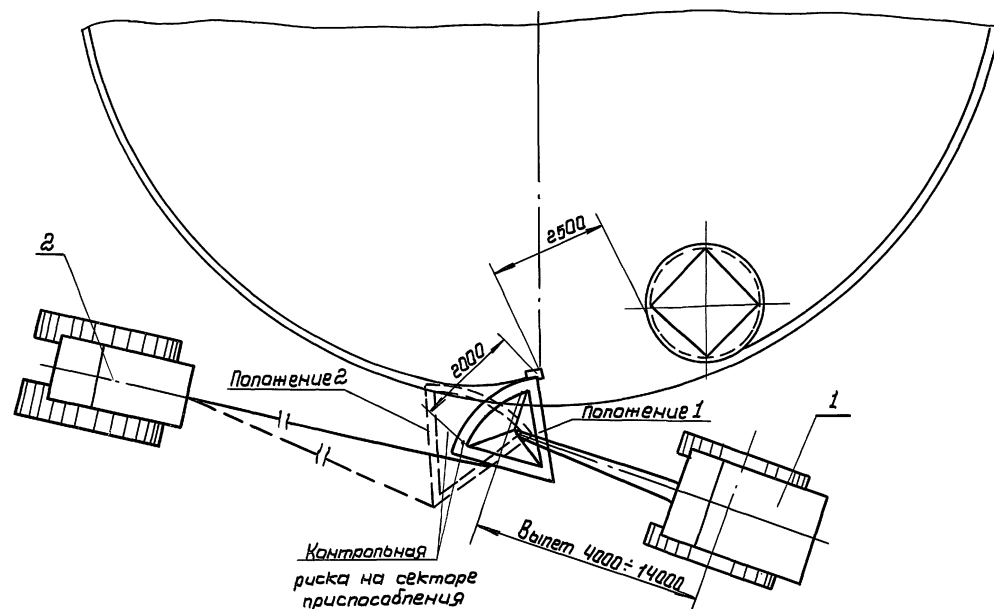 2500
2
2000
Положение 2
Положение 1
1
Вылет 4000÷14000
Контрольная
риска на секторе
приспособления